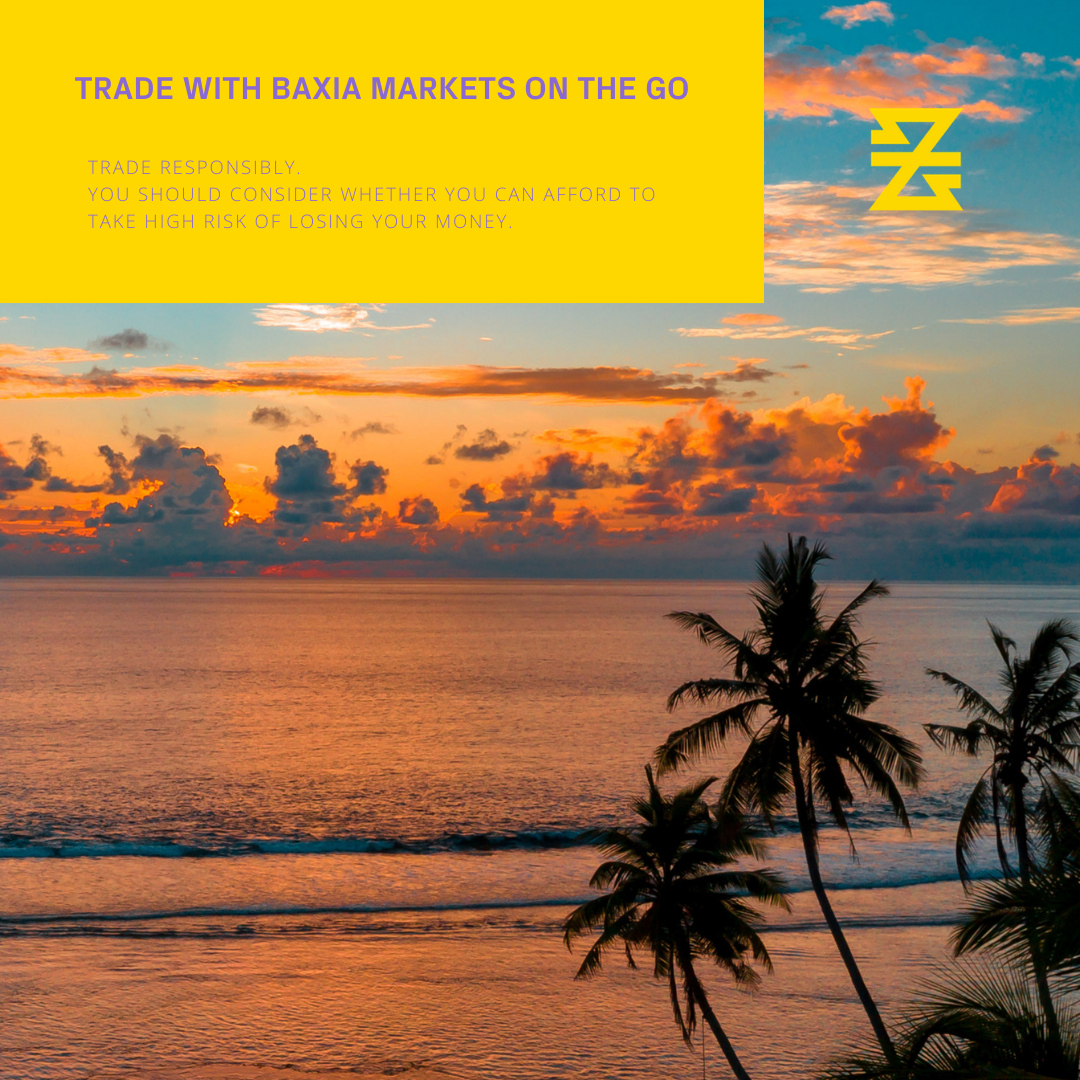 TRADE WITH BAXIA MARKETS ON THE GO
TRADE RESPONSIBLY.
YOU SHOULD CONSIDER WHETHER YOU CAN AFFORD TO
TAKE HIGH RISK OF LOSING YOUR MONEY.